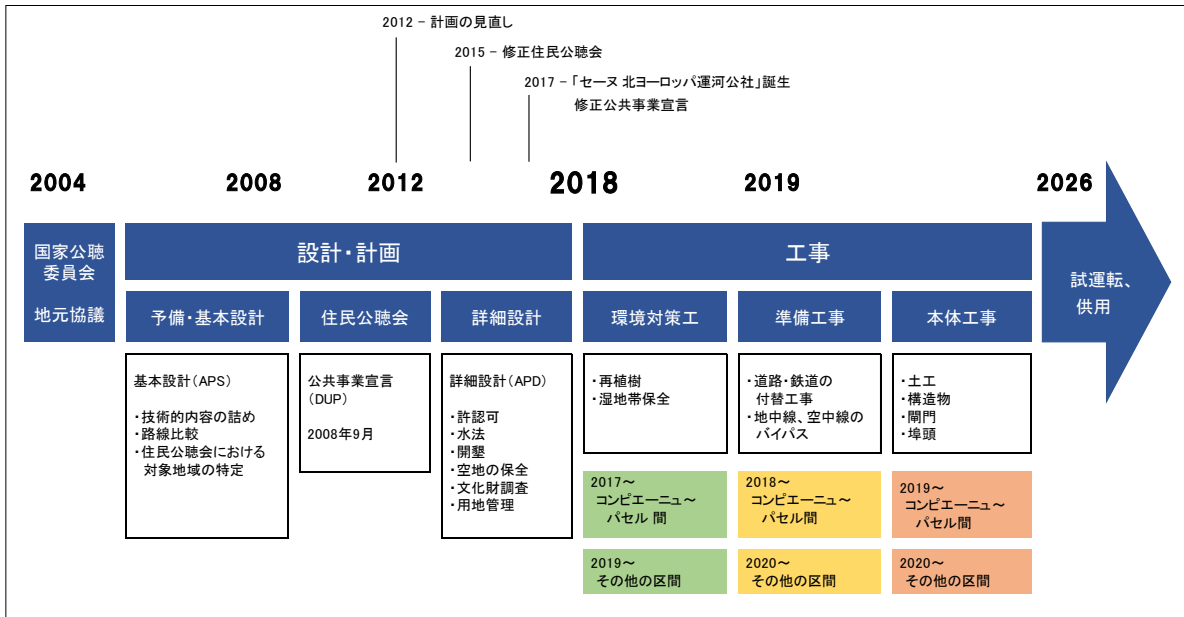 2012 – 計画の見直し
2015 – 修正住民公聴会
2017 –「セーヌ 北ヨーロッパ運河公社」誕生
修正公共事業宣言
2004
2008
2012
2018
2019
2026
国家公聴
委員会
地元協議
設計・計画
工事
試運転、
供用
予備・基本設計
住民公聴会
詳細設計
環境対策工
準備工事
本体工事
基本設計(APS)
・技術的内容の詰め
・路線比較
・住民公聴会における
対象地域の特定
公共事業宣言
(DUP)
2008年9月
詳細設計(APD)
・許認可
・水法
・開墾
・空地の保全
・文化財調査
・用地管理
・再植樹
・湿地帯保全
・道路・鉄道の
付替工事
・地中線、空中線の
バイパス
・土工
・構造物
・閘門
・埠頭
2017~
コンピエーニュ~
パセル 間
2018~
コンピエーニュ~
パセル間
2019~
コンピエーニュ~
パセル間
2019~
その他の区間
2020~
その他の区間
2020~
その他の区間